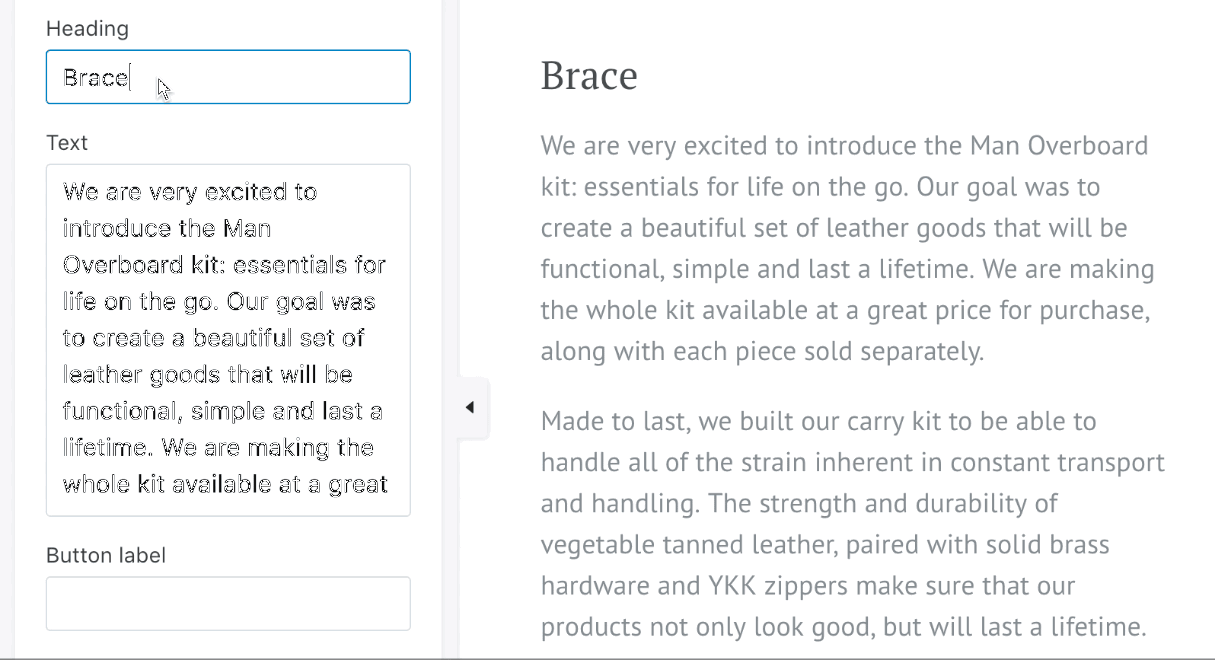 Heading
Brace
Text
We are very excited to
introduce the Man
Overboard kit: essentials for
life on the go. Our goal was
to create a beautiful set of
leather goods that will be
functional, simple and last a
lifetime. We are making the
whole kit available at a great
Button label
Brace
We are very excited to introduce the Man Overboard
kit: essentials for life on the go. Our goal was to
create a beautiful set of leather goods that will be
functional, simple and last a lifetime. We are making
the whole kit available at a great price for purchase,
along with each piece sold separately.
Made to last, we built our carry kit to be able to
handle all of the strain inherent in constant transport
and handling. The strength and durability of
vegetable tanned leather, paired with solid brass
hardware and YKK zippers make sure that our
products not only look good, but will last a lifetime.